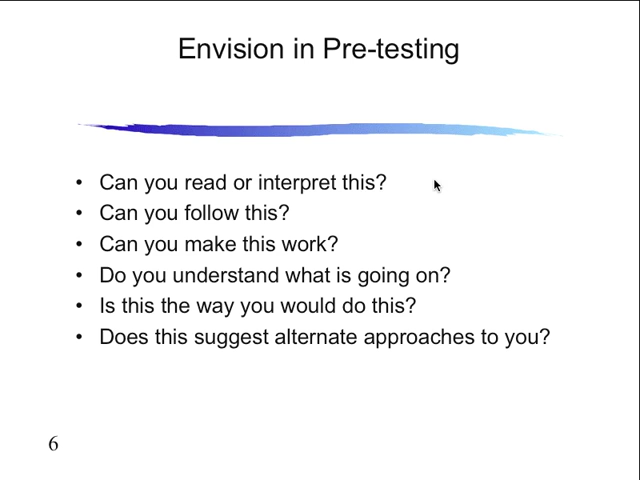 Envision in Pre-testing
• Can you read or interpret this?
• Can you follow this?
• Can you make this work?
• Do you understand what is going on?
• Is this the way you would do this?
• Does this suggest alternate approaches to you?
6